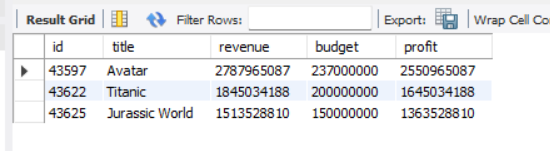 Result Grid Filter Rows: Export: Wrap Cell Co
id title revenue budget profit
43597 Avatar 2787965087 237000000 2550965087
43622 Titanic 1845034188 200000000 1645034188
43625 Jurassic World 1513528810 150000000 1363528810